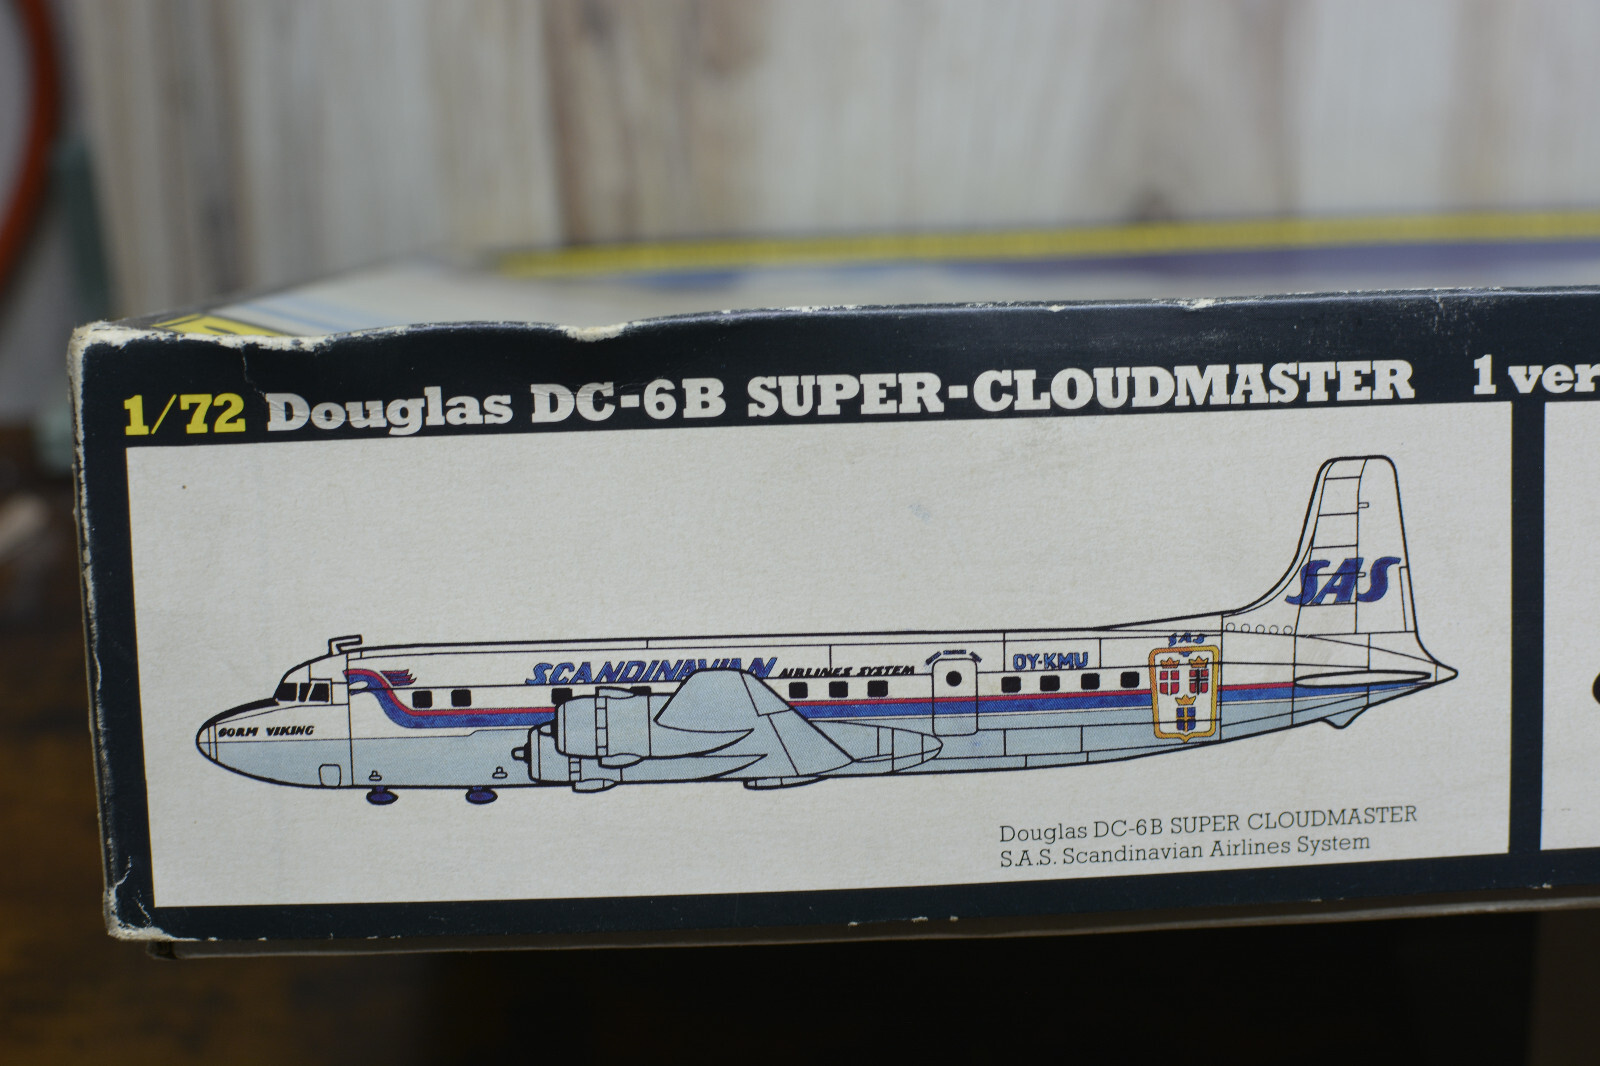 1/72 Douglas DC-6B SUPER-CLOUDMASTER 1 ver
SAS
SAS
SCANDINAVIAN AIRLINES SYSTEM OY-KMU
GORM VIKING
Douglas DC-6B SUPER CLOUDMASTER
S.A.S. Scandinavian Airlines System